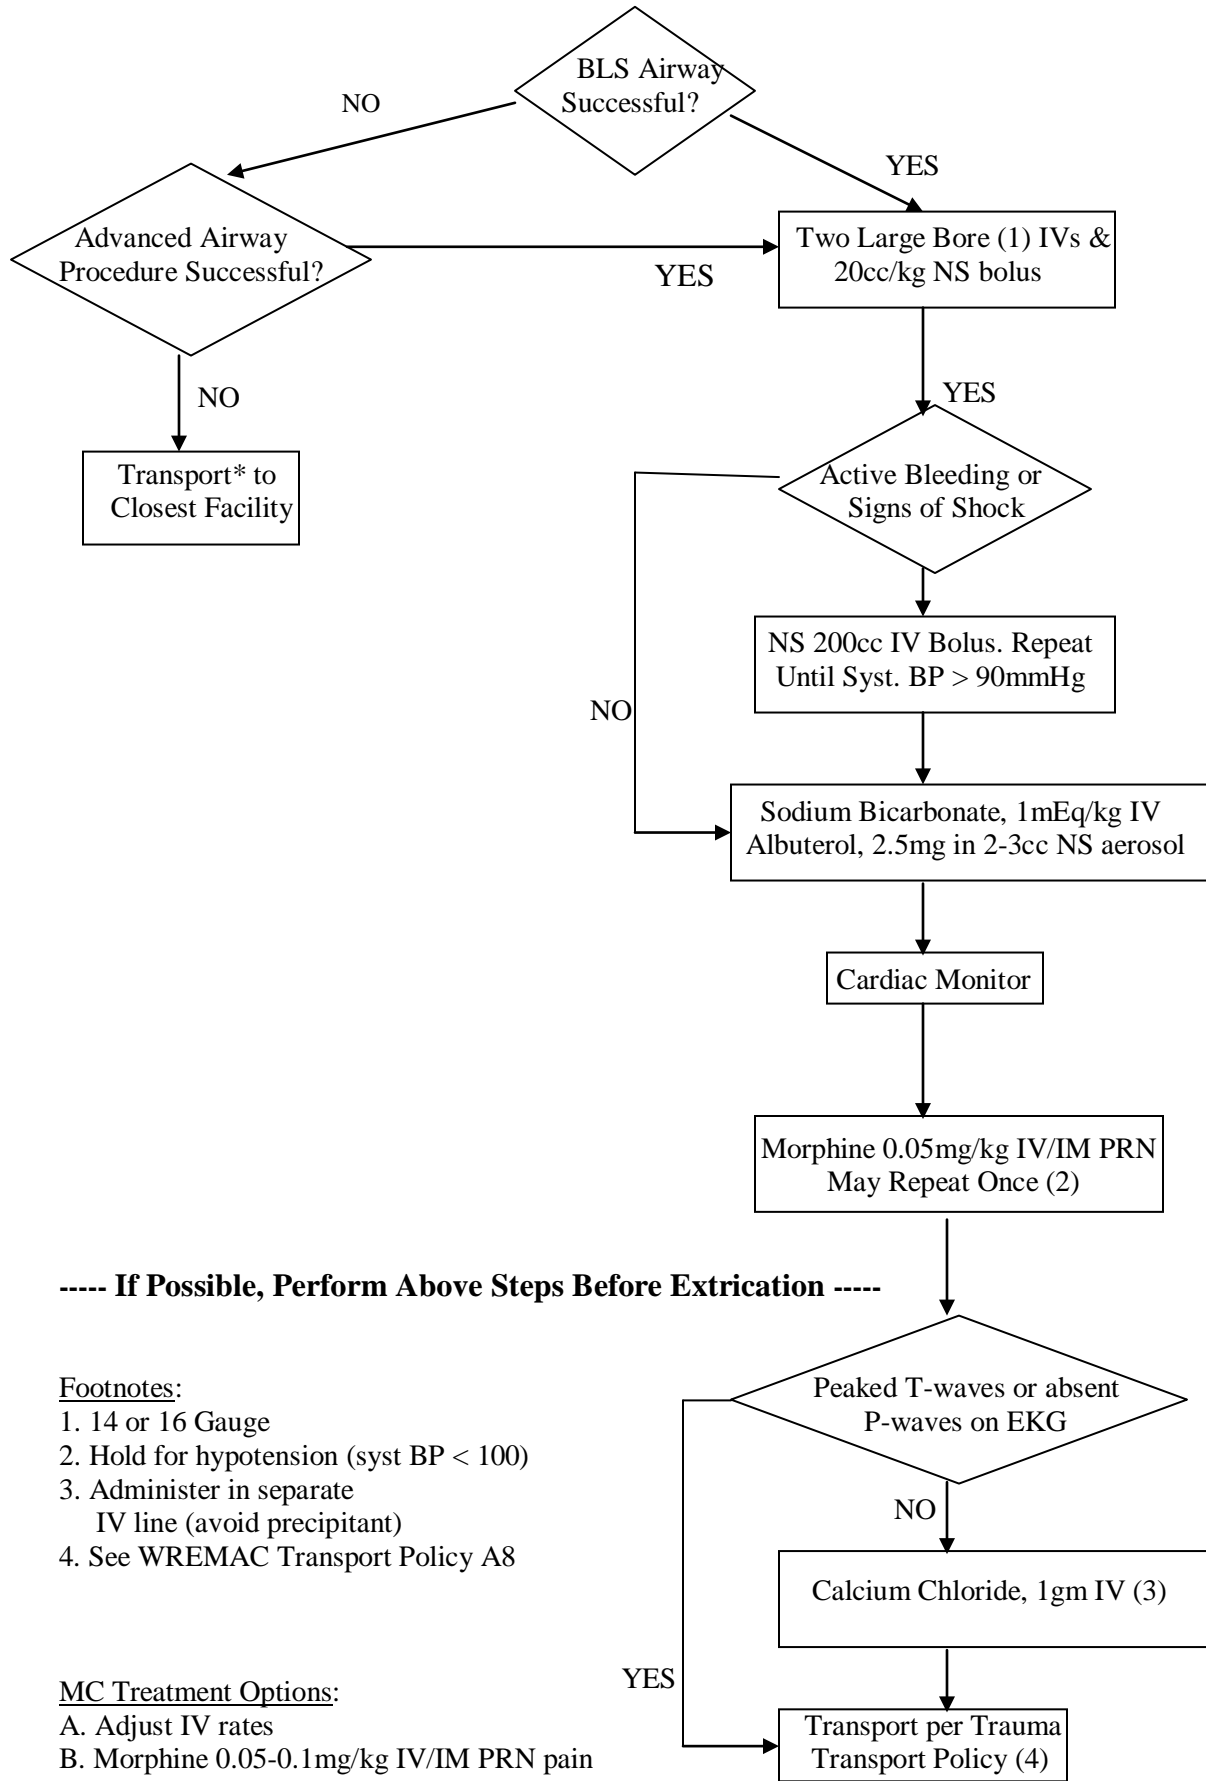 BLS Airway
Successful?
NO
YES
Advanced Airway
Procedure Successful?
YES
Two Large Bore (1) IVs &
20cc/kg NS bolus
NO
YES
Transport* to
Closest Facility
Active Bleeding or
Signs of Shock
NS 200cc IV Bolus. Repeat
Until Syst. BP > 90mmHg
NO
Sodium Bicarbonate, 1mEq/kg IV
Albuterol, 2.5mg in 2-3cc NS aerosol
Cardiac Monitor
Morphine 0.05mg/kg IV/IM PRN
May Repeat Once (2)
----- If Possible, Perform Above Steps Before Extrication -----
Peaked T-waves or absent
P-waves on EKG
NO
Calcium Chloride, 1gm IV (3)
YES
Transport per Trauma
Transport Policy (4)
Footnotes:
1. 14 or 16 Gauge
2. Hold for hypotension (syst BP < 100)
3. Administer in separate
IV line (avoid precipitant)
4. See WREMAC Transport Policy A8
MC Treatment Options:
A. Adjust IV rates
B. Morphine 0.05-0.1mg/kg IV/IM PRN pain